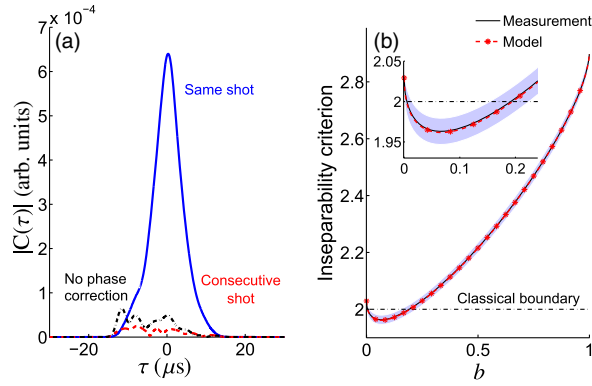 (a)
× 10⁻⁴
7
6
5
4
3
2
1
0
|C(τ)| (arb. units)
Same shot
No phase
correction
Consecutive
shot
−20
0
20
τ (μs)
(b)
Measurement
Model
2.05
2
1.95
0
0.1
0.2
2.8
2.6
2.4
2.2
2
Inseparability criterion
Classical boundary
0
0.5
1
b